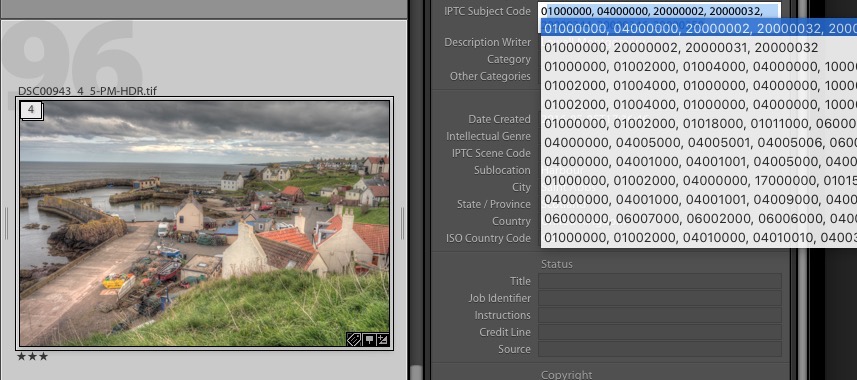 96
DSC00943_4_5-PM-HDR.tif
4
★★★
IPTC Subject Code 01000000, 04000000, 20000002, 20000032,
01000000, 04000000, 20000002, 20000032, 2000
Description Writer 01000000, 20000002, 20000031, 20000032
Category 01000000, 01002000, 01004000, 04000000, 1000
Other Categories 01002000, 01004000, 01000000, 04000000, 1000
01002000, 01004000, 01000000, 04000000, 1000
Date Created 01000000, 01002000, 01018000, 01011000, 06000
Intellectual Genre 04000000, 04005000, 04005001, 04005006, 0600
IPTC Scene Code 04000000, 04001000, 04001001, 04005000, 0400
Sublocation 01000000, 01002000, 04000000, 17000000, 01015
City 04000000, 04001000, 04001001, 04009000, 0400
State / Province 06000000, 06007000, 06002000, 06006000, 0400
Country 01000000, 01002000, 04010000, 04010010, 0400
ISO Country Code
Status
Title
Job Identifier
Instructions
Credit Line
Source
Copyright